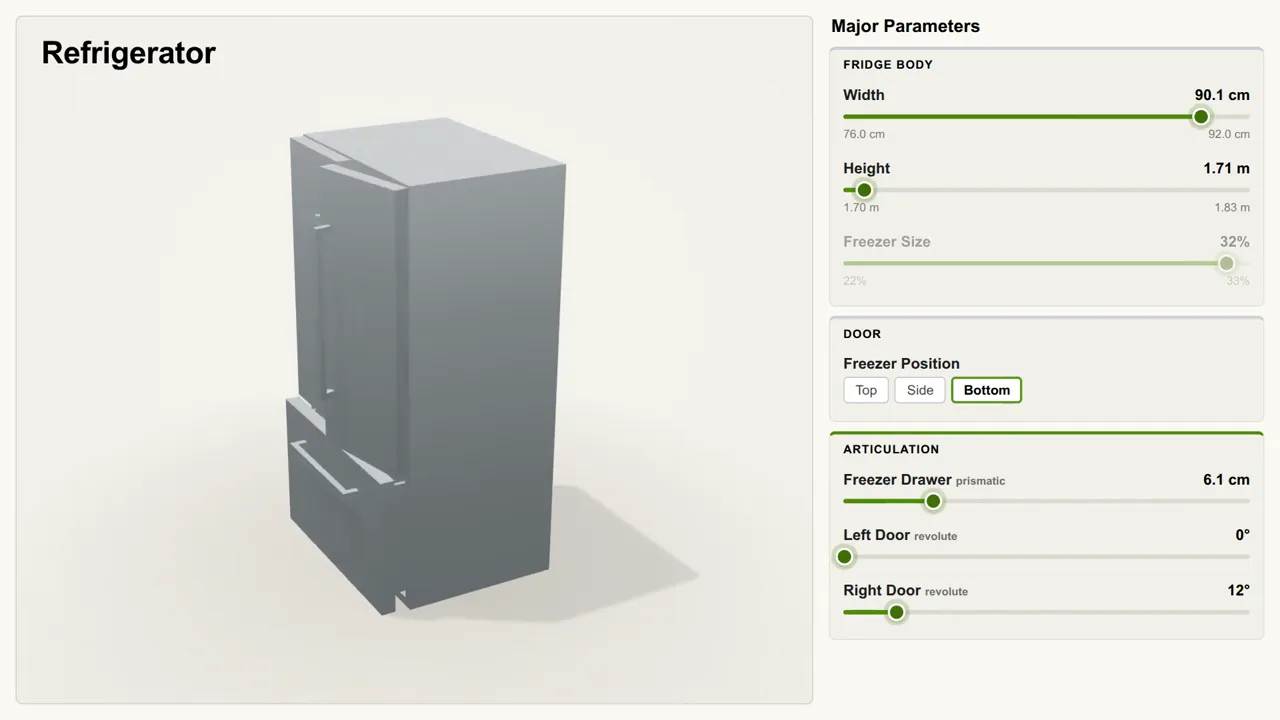 Refrigerator
Major Parameters
FRIDGE BODY
Width 90.1 cm
76.0 cm 92.0 cm
Height 1.71 m
1.70 m 1.83 m
Freezer Size 32%
22% 33%
DOOR
Freezer Position
Top Side Bottom
ARTICULATION
Freezer Drawer prismatic 6.1 cm
Left Door revolute 0°
Right Door revolute 12°